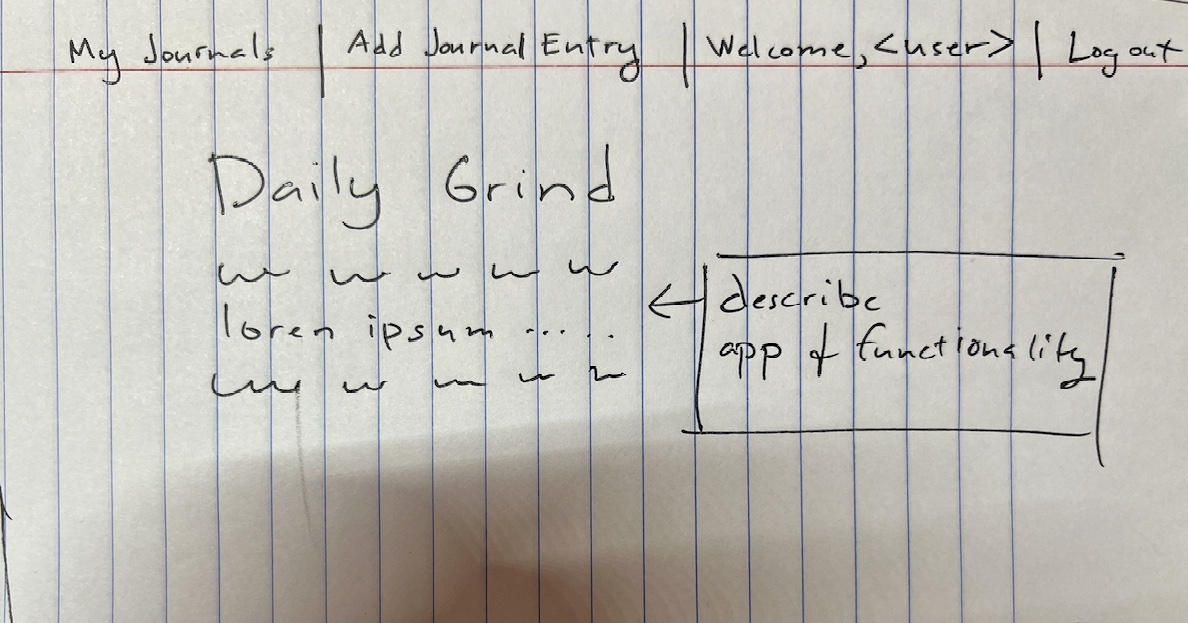 My Journals | Add Journal Entry | Welcome, <user> | Log out
Daily Grind
loren ipsum .....
describe
app & functionality